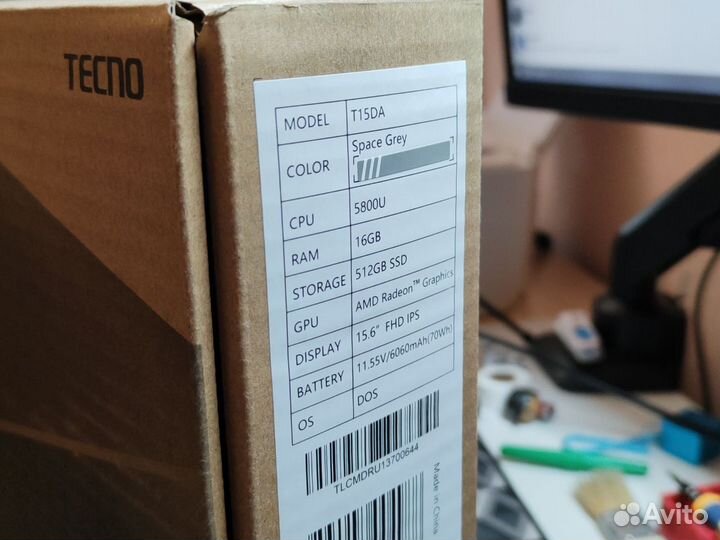 TECNO
MODEL T15DA
COLOR Space Grey
CPU 5800U
RAM 16GB
STORAGE 512GB SSD
GPU AMD Radeon™ Graphics
DISPLAY 15.6" FHD IPS
BATTERY 11.55V/6060mAh(70Wh)
OS DOS
TLCMDRU13700644
Made in China
Avito